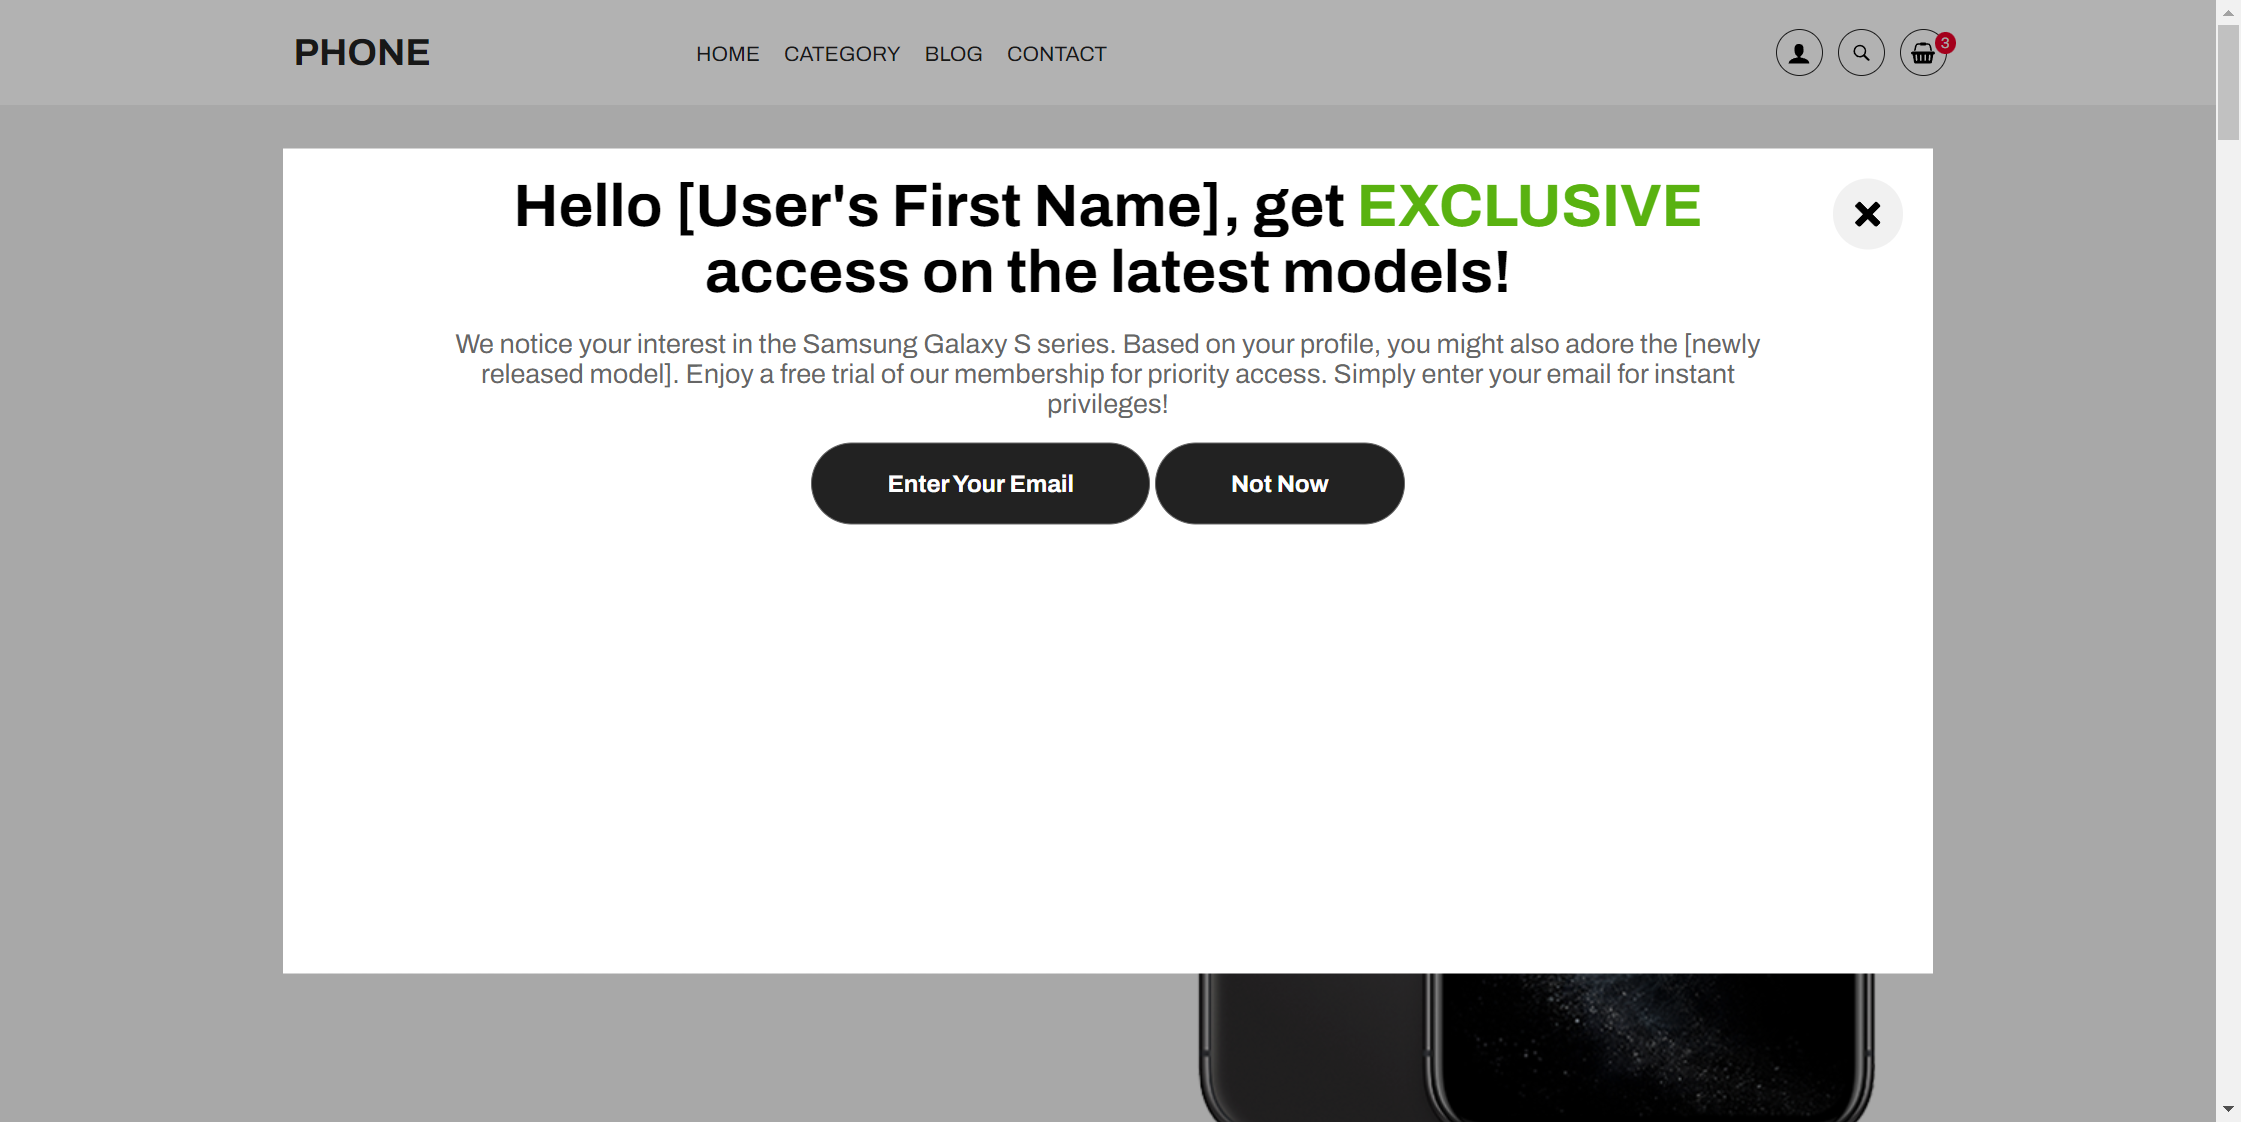 PHONE
HOME CATEGORY BLOG CONTACT
3
Hello [User's First Name], get EXCLUSIVE
access on the latest models!
We notice your interest in the Samsung Galaxy S series. Based on your profile, you might also adore the [newly
released model]. Enjoy a free trial of our membership for priority access. Simply enter your email for instant
privileges!
Enter Your Email Not Now